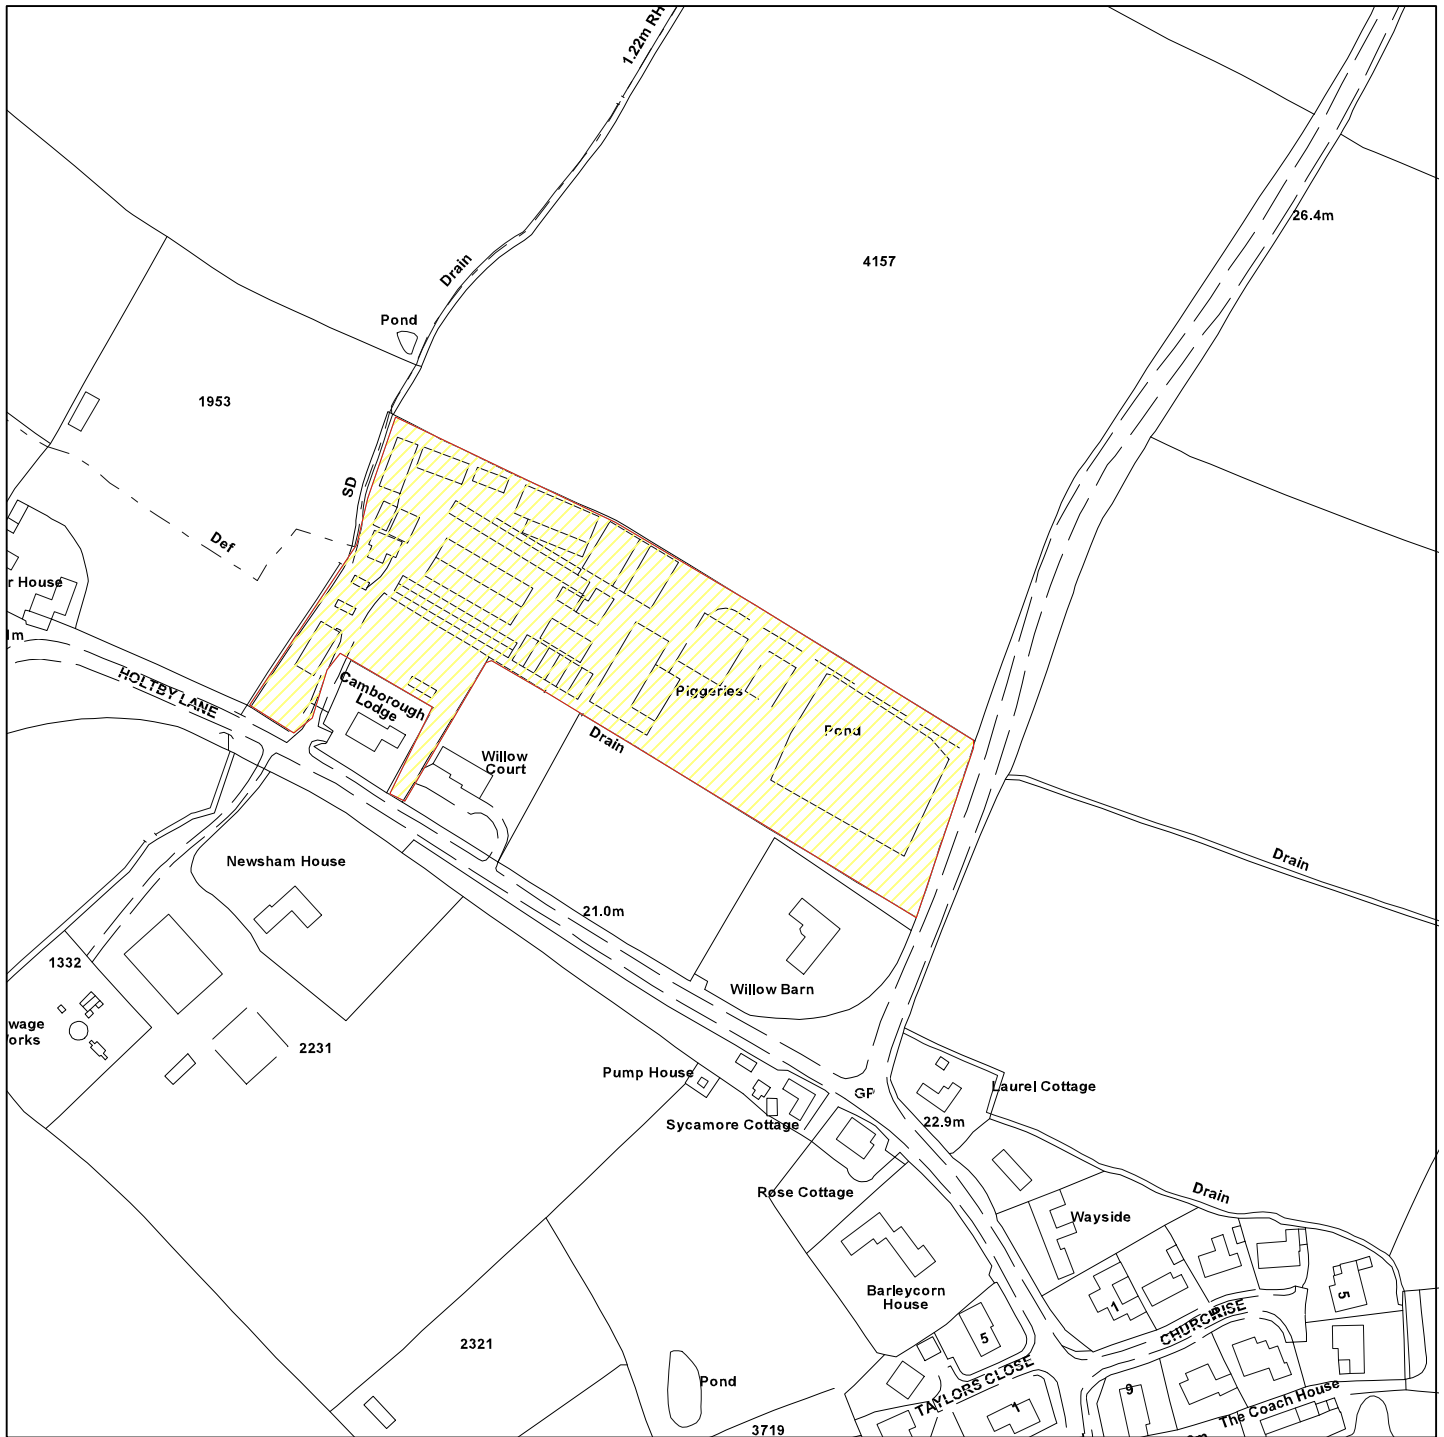 1.22m RH
26.4m
4157
Drain
Pond
1953
SD
Def
r House
HOLTBY LANE
Camborough
Lodge
Piggeries
Pond
Willow
Court
Drain
Newsham House
Drain
21.0m
1332
Willow Barn
wage
orks
2231
Pump House
Laurel Cottage
GP
22.9m
Sycamore Cottage
Rose Cottage
Drain
Wayside
Barleycorn
House
1
5
5
2321
TAYLORS CLOSE
Pond
9
The Coach House
1
3719